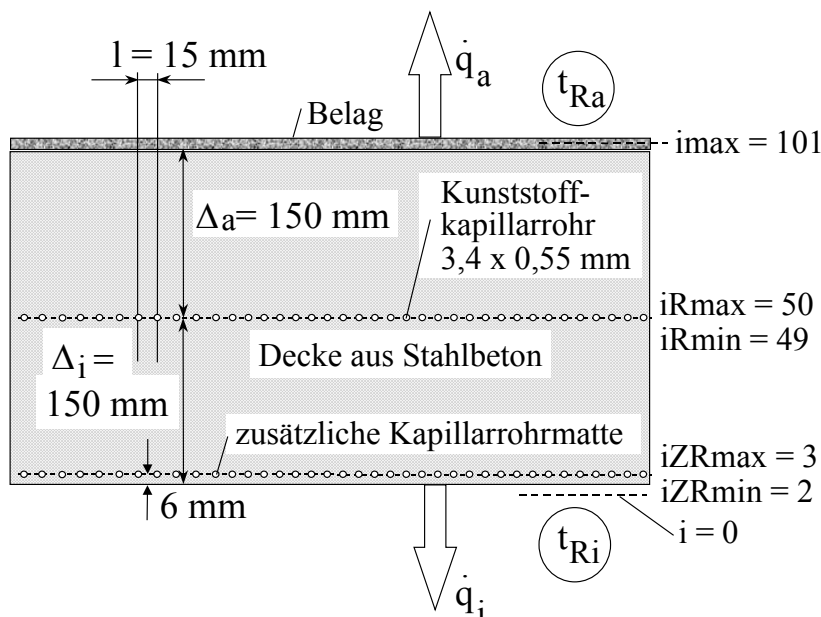 l = 15 mm
q̇a
tRa
Belag
imax = 101
Δa= 150 mm
Kunststoff-
kapillarrohr
3,4 x 0,55 mm
iRmax = 50
iRmin = 49
Δi =
150 mm
Decke aus Stahlbeton
zusätzliche Kapillarrohrmatte
iZRmax = 3
iZRmin = 2
6 mm
i = 0
tRi
q̇i